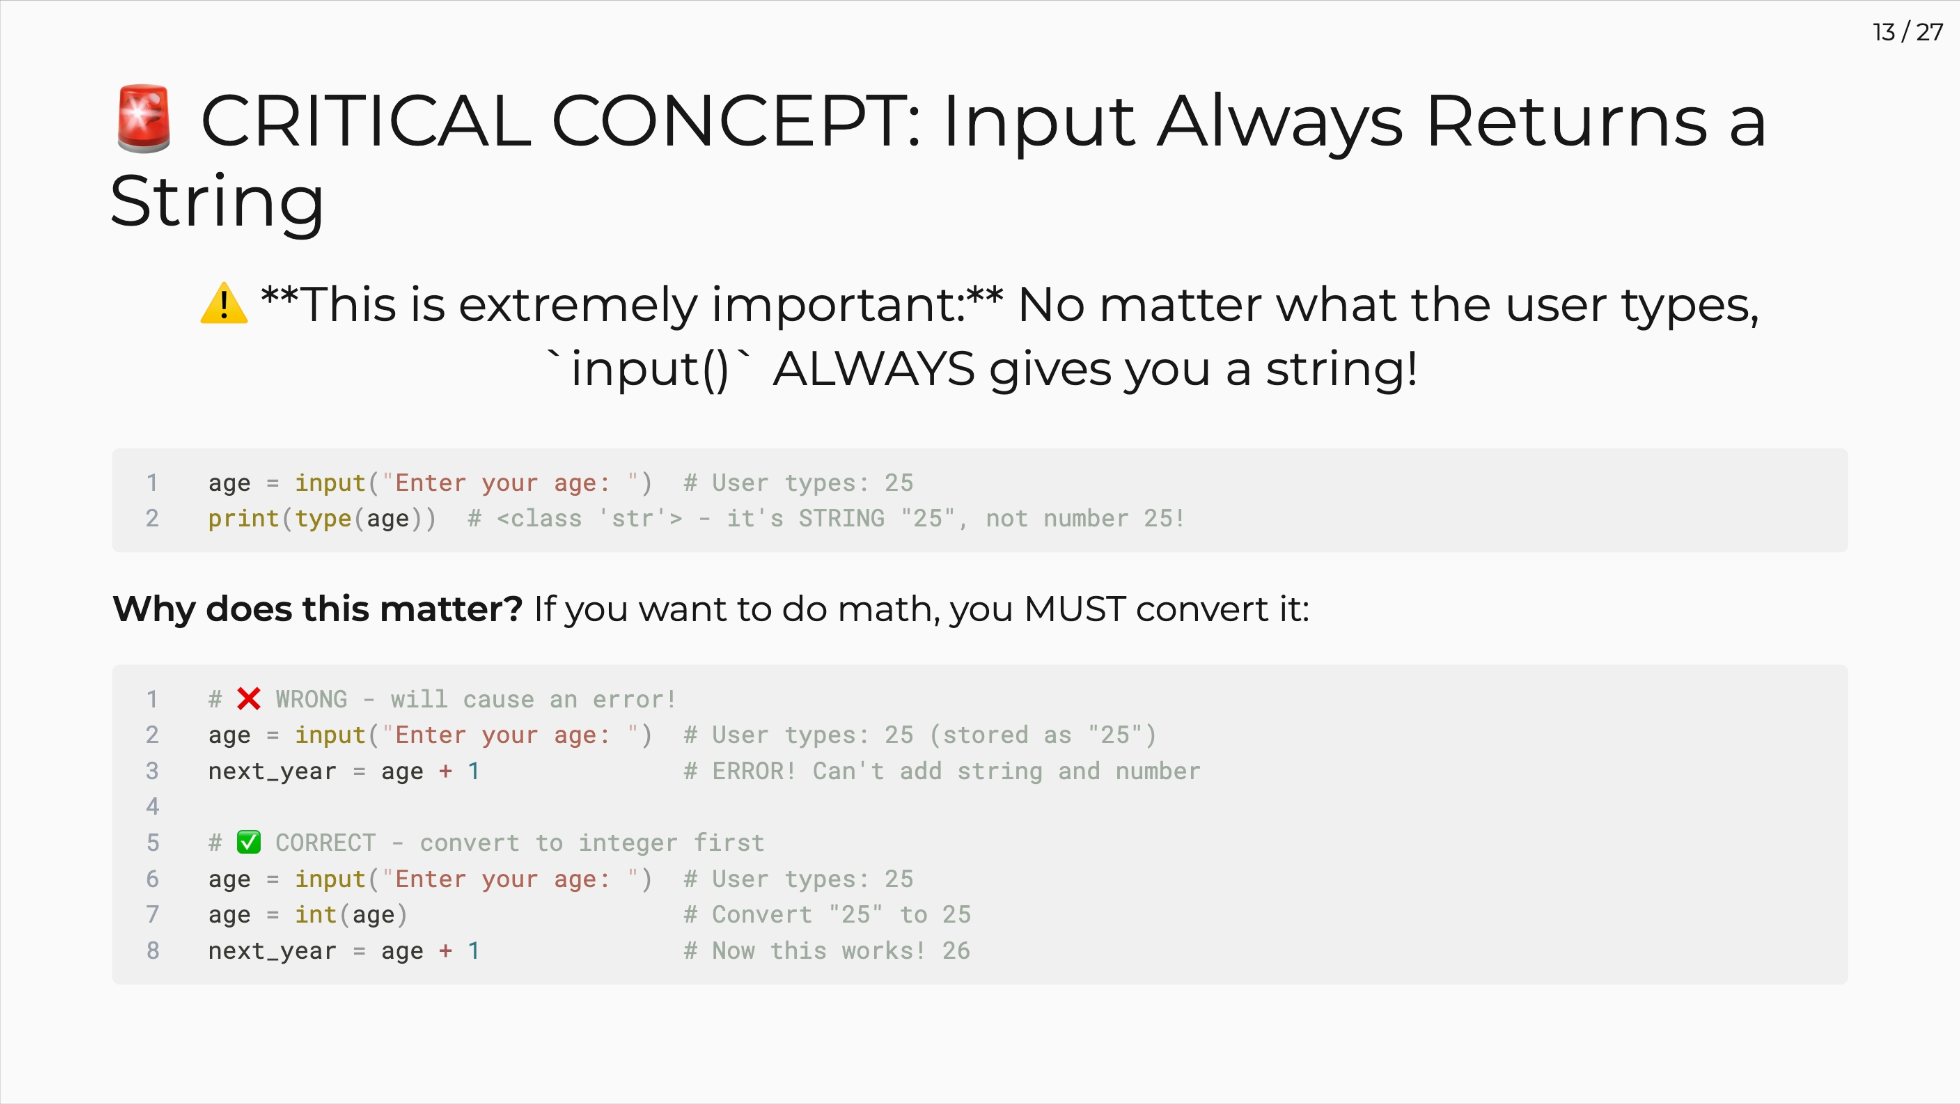 13 / 27
🚨 CRITICAL CONCEPT: Input Always Returns a
String
⚠️ **This is extremely important:** No matter what the user types,
`input()` ALWAYS gives you a string!
1 age = input("Enter your age: ")  # User types: 25
2 print(type(age))  # <class 'str'> - it's STRING "25", not number 25!
Why does this matter? If you want to do math, you MUST convert it:
1 # ❌ WRONG - will cause an error!
2 age = input("Enter your age: ")  # User types: 25 (stored as "25")
3 next_year = age + 1              # ERROR! Can't add string and number
4
5 # ✅ CORRECT - convert to integer first
6 age = input("Enter your age: ")  # User types: 25
7 age = int(age)                   # Convert "25" to 25
8 next_year = age + 1              # Now this works! 26